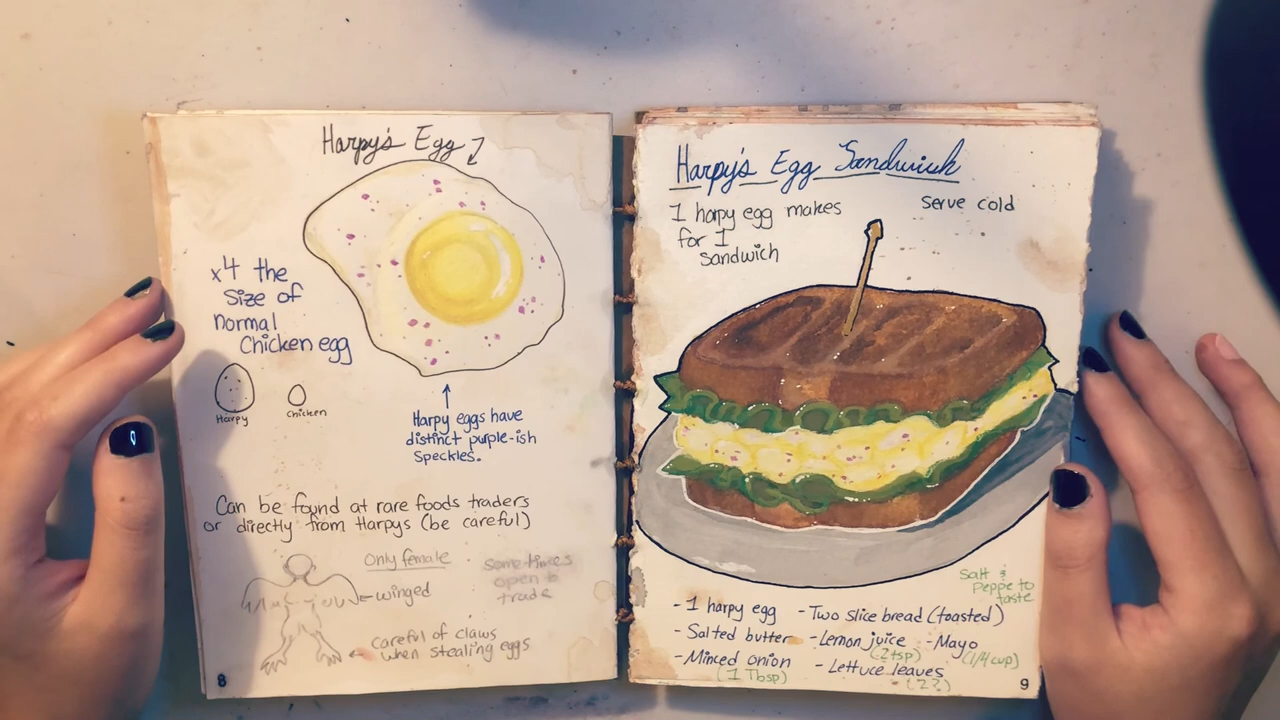 Harpy's Egg
x4 the
Size of
normal
Chicken egg
Harpy
Chicken
Harpy eggs have
distinct purple-ish
Speckles.
Can be found at rare foods traders
or directly from Harpys (be careful)
Only female
sometimes
open to
trade
winged
careful of claws
when stealing eggs
8
Harpy's Egg Sandwich
1 harpy egg makes
for 1
Sandwich
serve cold
Salt &
Peppe to
taste
- 1 harpy egg
- Salted butter
- Minced onion
(1 Tbsp)
- Two slice bread (toasted)
- Lemon juice
(2 tsp)
- Mayo
(1/4 cup)
- Lettuce leaves
(2?)
9